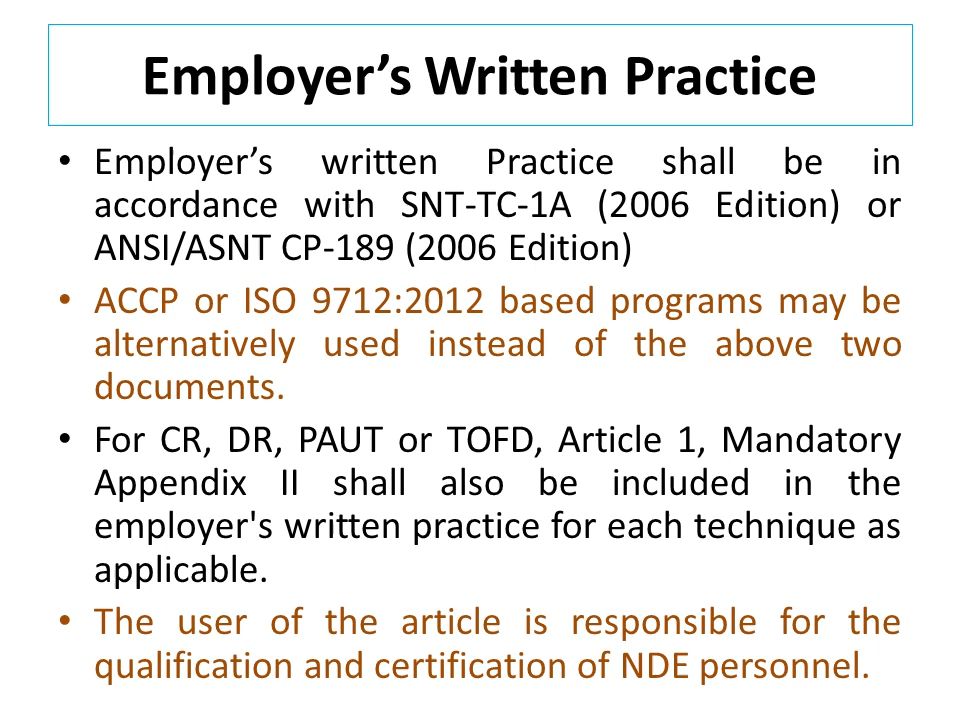 Employer’s Written Practice
• Employer’s written Practice shall be in
accordance with SNT-TC-1A (2006 Edition) or
ANSI/ASNT CP-189 (2006 Edition)
• ACCP or ISO 9712:2012 based programs may be
alternatively used instead of the above two
documents.
• For CR, DR, PAUT or TOFD, Article 1, Mandatory
Appendix II shall also be included in the
employer's written practice for each technique as
applicable.
• The user of the article is responsible for the
qualification and certification of NDE personnel.